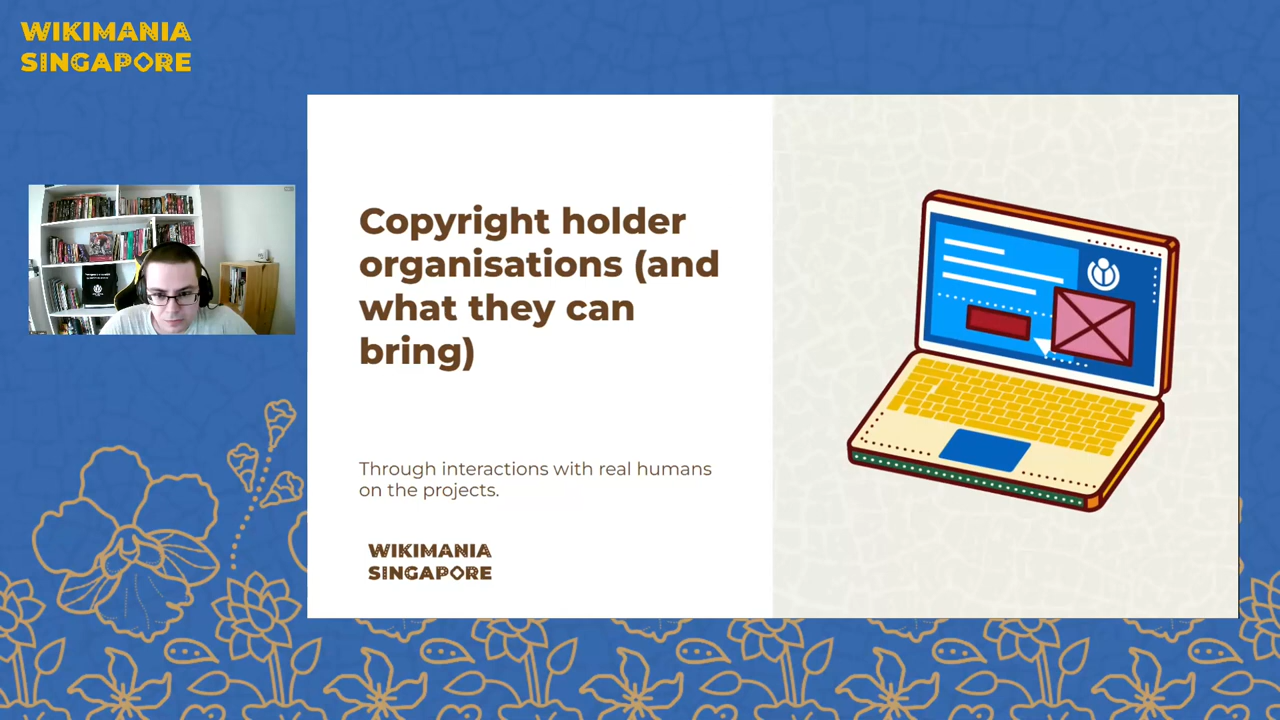 WIKIMANIA
SINGAPORE
Copyright holder
organisations (and
what they can
bring)
Through interactions with real humans
on the projects.
WIKIMANIA
SINGAPORE